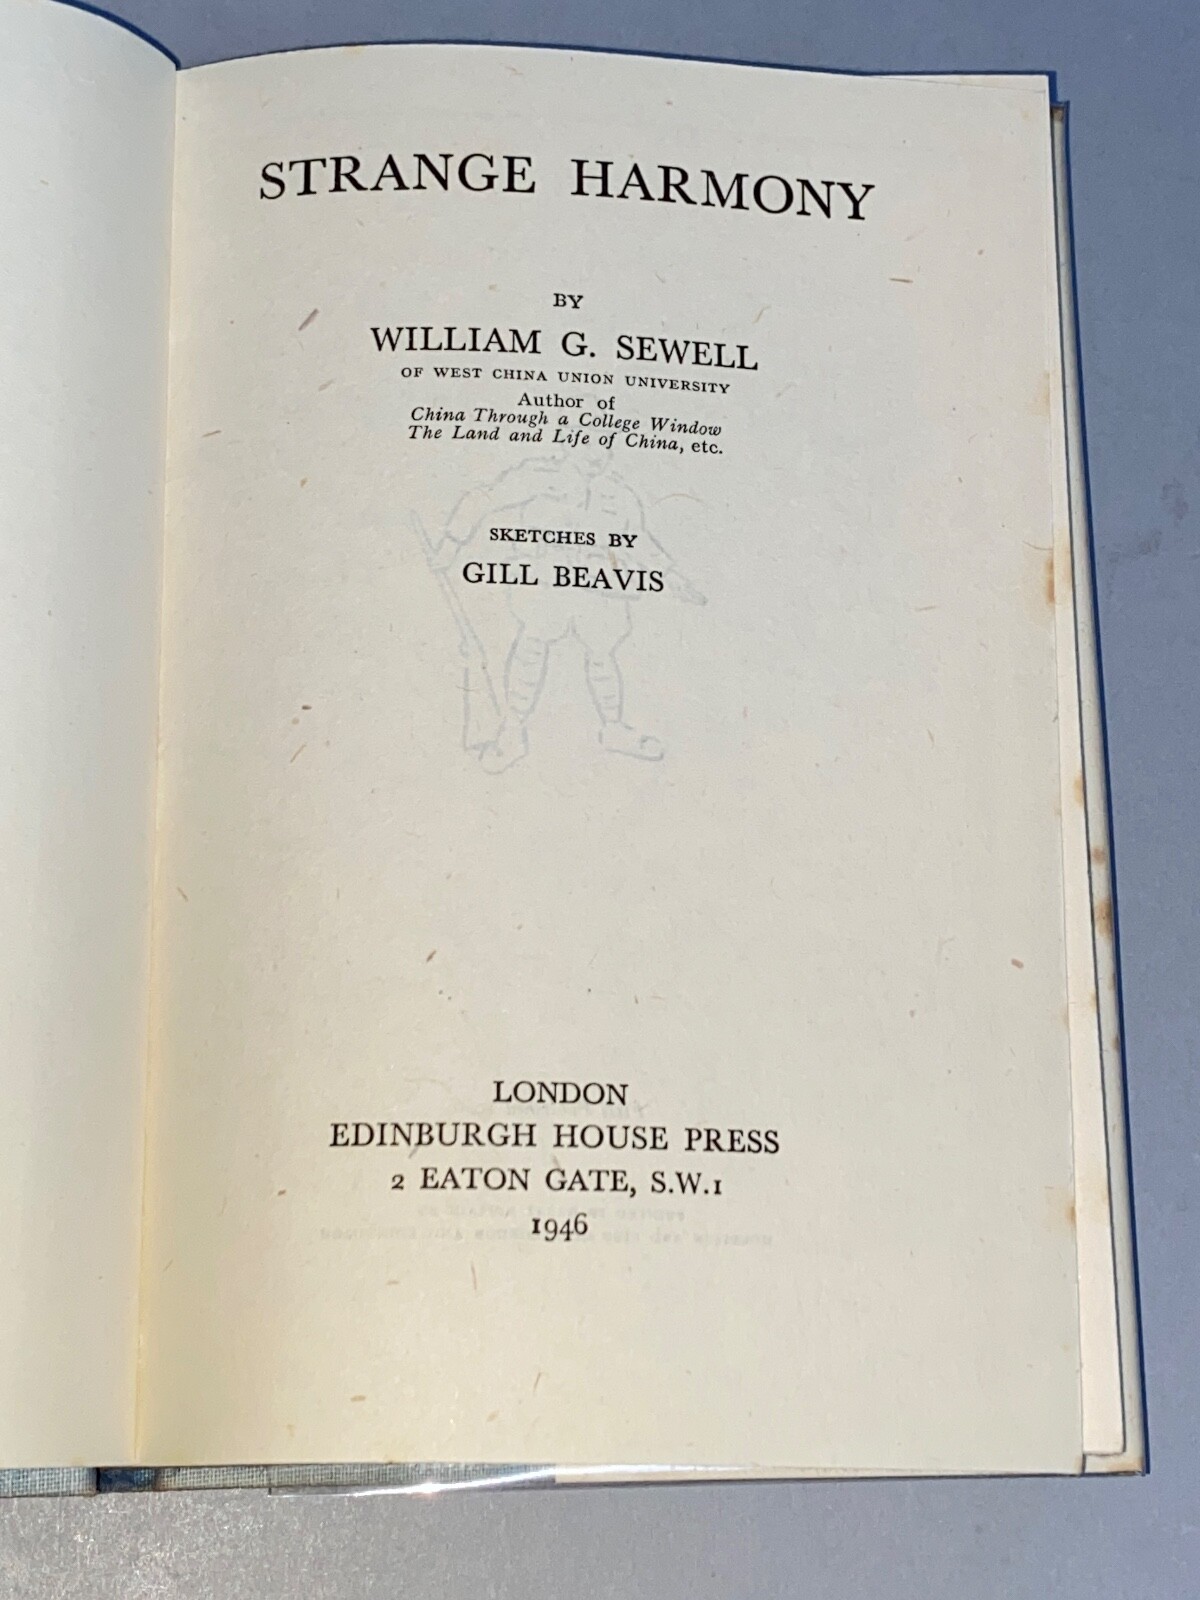 STRANGE HARMONY
BY
WILLIAM G. SEWELL
OF WEST CHINA UNION UNIVERSITY
Author of
China Through a College Window
The Land and Life of China, etc.
SKETCHES BY
GILL BEAVIS
LONDON
EDINBURGH HOUSE PRESS
2 EATON GATE, S.W.1
1946